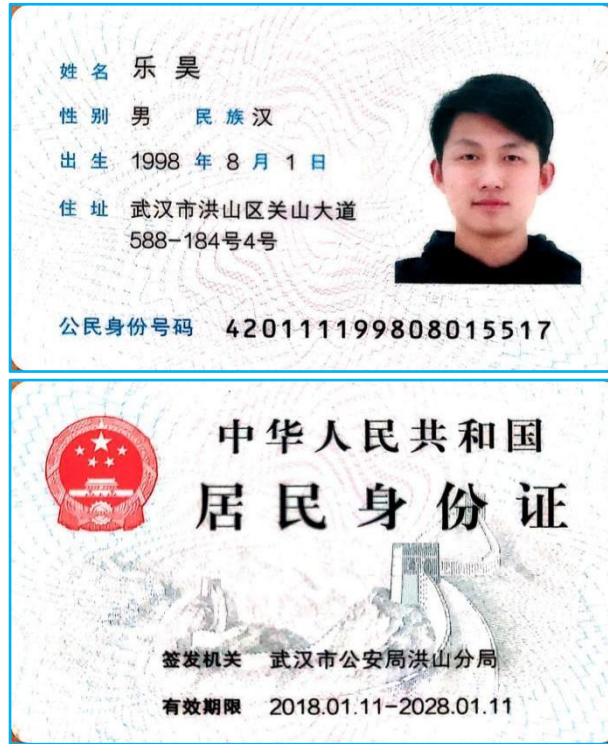 姓名 乐昊
性别 男 民族 汉
出生 1998 年 8 月 1 日
住址 武汉市洪山区关山大道
588-184号4号
公民身份号码 420111199808015517
中华人民共和国
居民身份证
签发机关 武汉市公安局洪山分局
有效期限 2018.01.11-2028.01.11